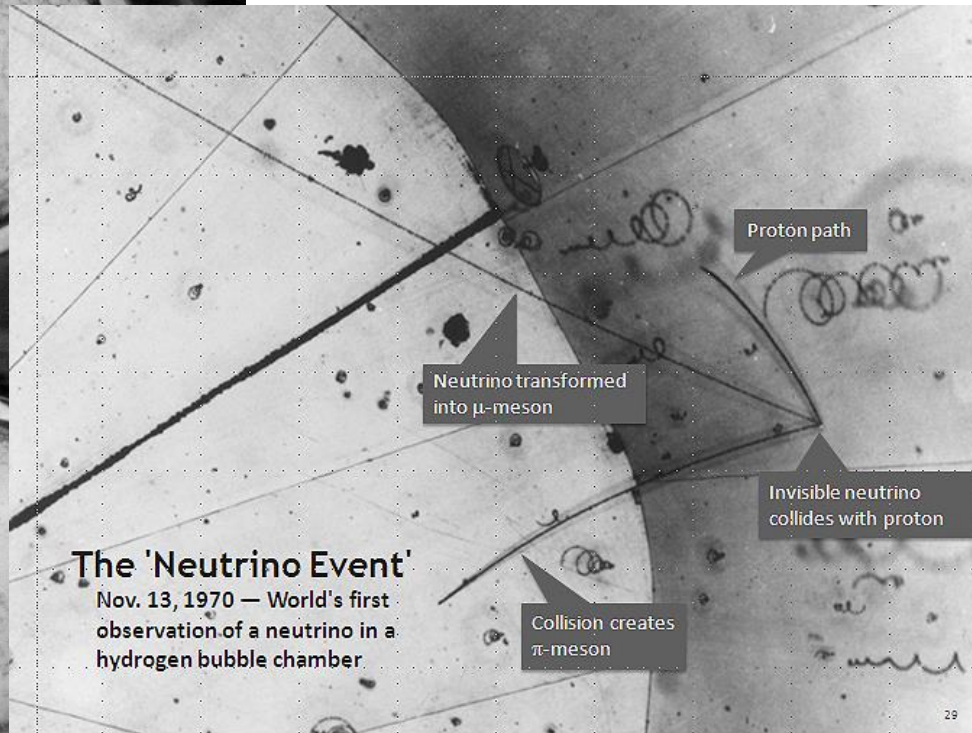 Proton path
Neutrino transformed
into μ-meson
Invisible neutrino
collides with proton
The 'Neutrino Event'
Nov. 13, 1970 — World's first
observation of a neutrino in a
hydrogen bubble chamber
Collision creates
π-meson
29